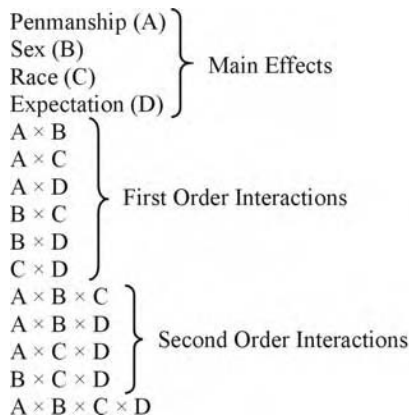 Penmanship (A)
Sex (B)
Race (C)
Expectation (D)
Main Effects
A × B
A × C
A × D
B × C
B × D
C × D
First Order Interactions
A × B × C
A × B × D
A × C × D
B × C × D
Second Order Interactions
A × B × C × D